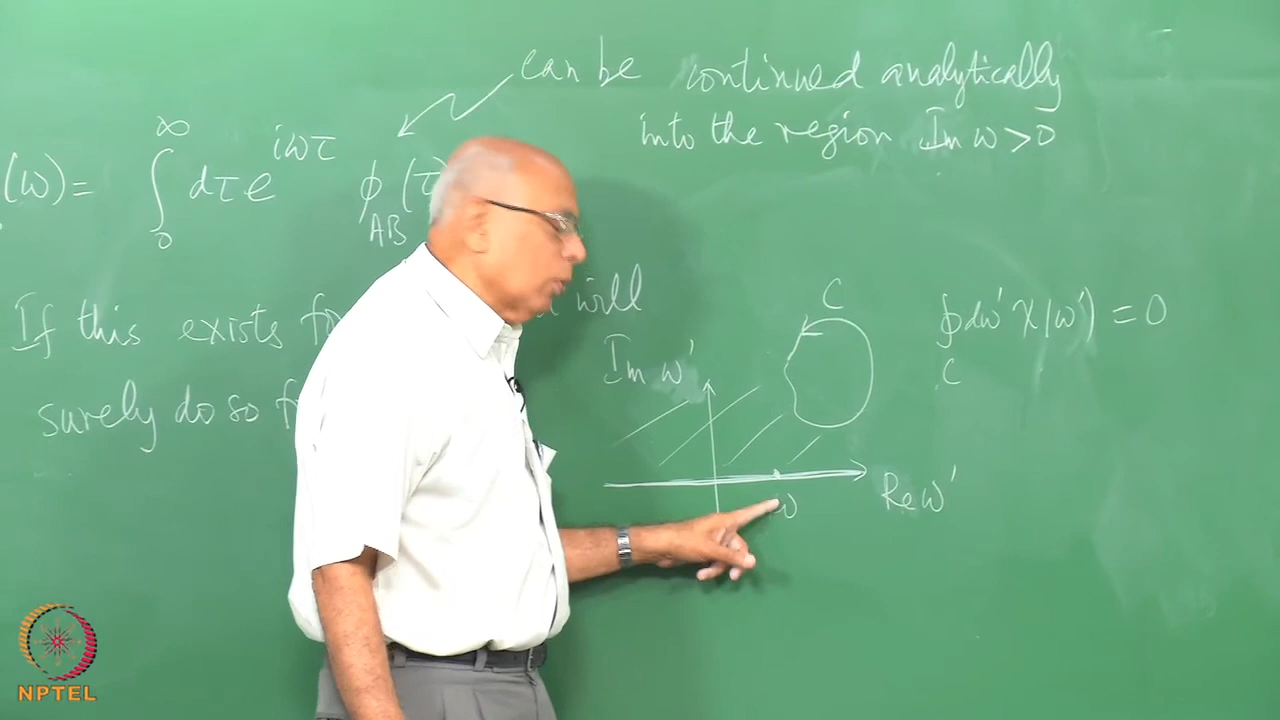 can be continued analytically
into the region Im ω > 0
(ω) = ∫₀^∞ dτ e^{iωτ} ϕ_AB (τ
If this exists fo will
surely do so f
C
∮_C dω' χ(ω') = 0
Im ω'
Re ω'
ω
NPTEL